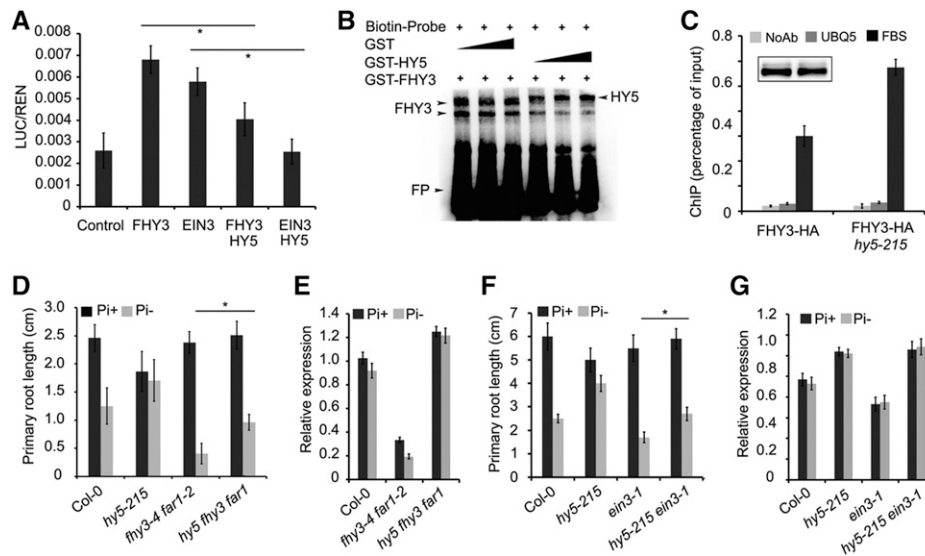 A
LUC/REN
0.008
0.007
0.006
0.005
0.004
0.003
0.002
0.001
*
*
Control
FHY3
EIN3
FHY3 HY5
EIN3 HY5
B
Biotin-Probe + + + + + +
GST
GST-HY5
GST-FHY3 + + + + + +
FHY3
HY5
FP
C
NoAb UBQ5 FBS
ChIP (percentage of input)
0.8
0.6
0.4
0.2
0
FHY3-HA
FHY3-HA hy5-215
D
Pi+ Pi-
Primary root length (cm)
3.0
2.5
2.0
1.5
1.0
0.5
0
*
Col-0
hy5-215
fhy3-4 far1-2
hy5 fhy3 far1
E
Pi+ Pi-
Relative expression
1.4
1.2
1.0
0.8
0.6
0.4
0.2
0
Col-0
fhy3-4 far1-2
hy5 fhy3 far1
F
Pi+ Pi-
Primary root length (cm)
7
6
5
4
3
2
1
0
*
Col-0
hy5-215
ein3-1
hy5-215 ein3-1
G
Pi+ Pi-
Relative expression
1.2
1.0
0.8
0.6
0.4
0.2
0
Col-0
hy5-215
ein3-1
hy5-215 ein3-1